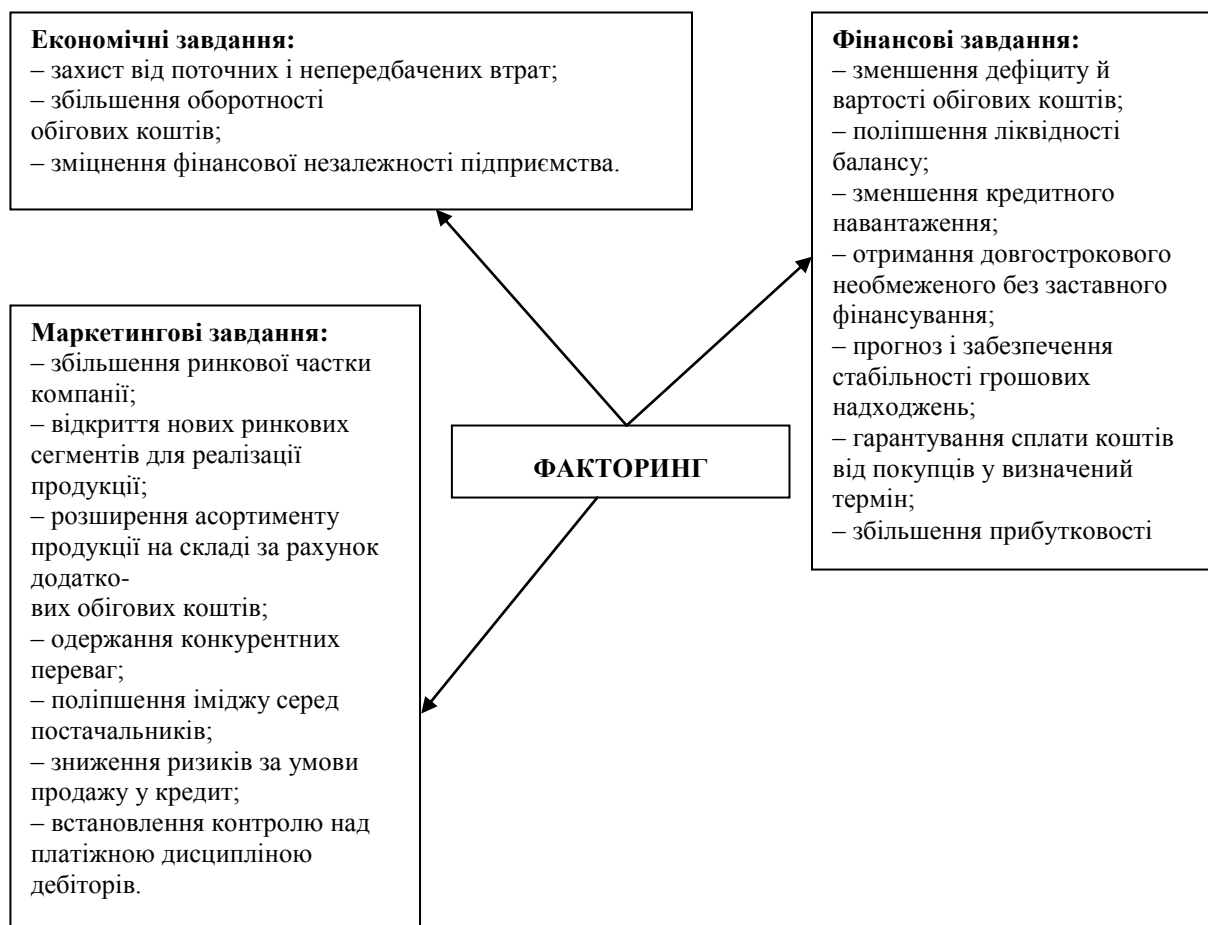 Економічні завдання:
– захист від поточних і непередбачених втрат;
– збільшення оборотності
обігових коштів;
– зміцнення фінансової незалежності підприємства.
Фінансові завдання:
– зменшення дефіциту й
вартості обігових коштів;
– поліпшення ліквідності
балансу;
– зменшення кредитного
навантаження;
– отримання довгострокового
необмеженого без заставного
фінансування;
– прогноз і забезпечення
стабільності грошових
надходжень;
– гарантування сплати коштів
від покупців у визначений
термін;
– збільшення прибутковості
Маркетингові завдання:
– збільшення ринкової частки
компанії;
– відкриття нових ринкових
сегментів для реалізації
продукції;
– розширення асортименту
продукції на складі за рахунок
додатко-
вих обігових коштів;
– одержання конкурентних
переваг;
– поліпшення іміджу серед
постачальників;
– зниження ризиків за умови
продажу у кредит;
– встановлення контролю над
платіжною дисципліною
дебіторів.
ФАКТОРИНГ